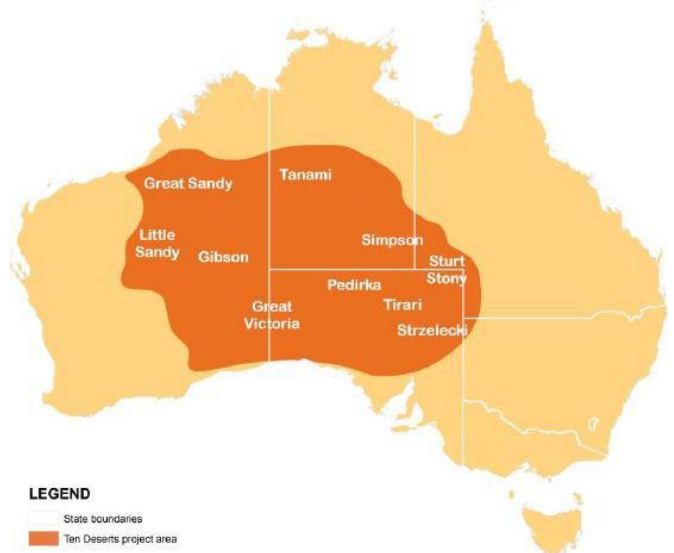 Great Sandy
Tanami
Little
Sandy
Gibson
Simpson
Sturt
Stony
Pedirka
Great
Victoria
Tirari
Strzelecki
LEGEND
State boundaries
Ten Deserts project area